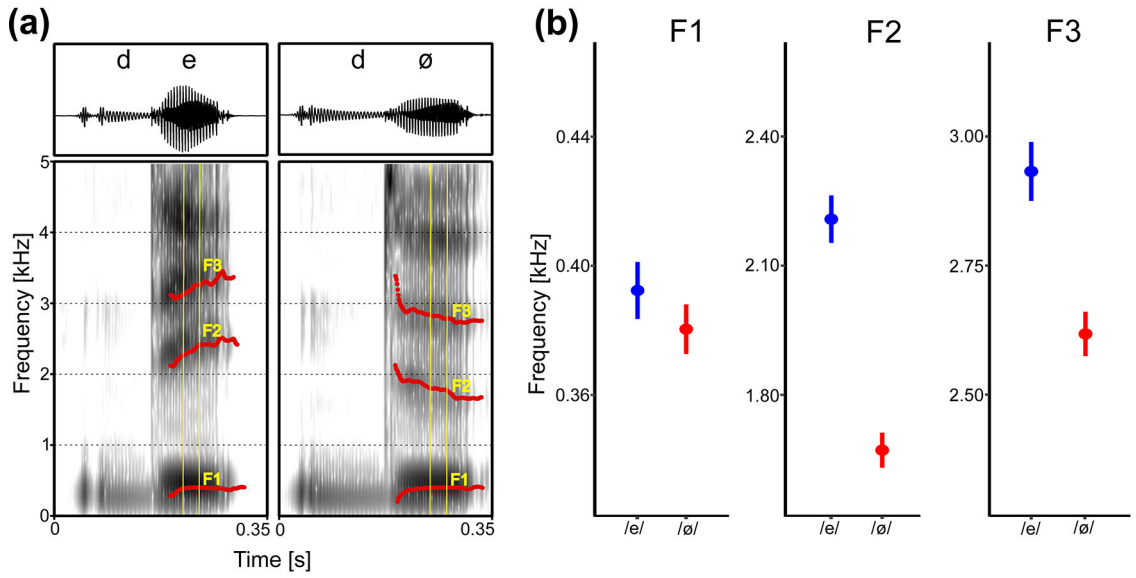 (a)
d e
d ø
Frequency [kHz]
5
4
3
2
1
0
F3
F2
F1
F3
F2
F1
0 0.35
0 0.35
Time [s]
(b)
F1 F2 F3
Frequency [kHz]
0.44
0.40
0.36
2.40
2.10
1.80
3.00
2.75
2.50
/e/ /ø/
/e/ /ø/
/e/ /ø/